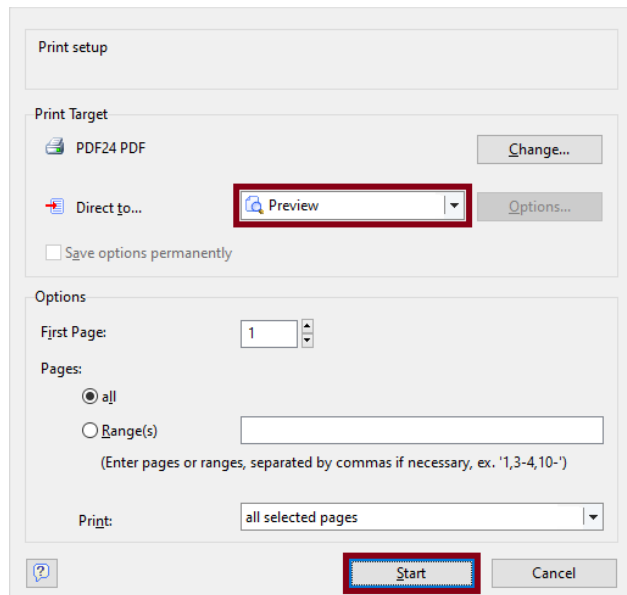 Print setup
Print Target
PDF24 PDF
Change...
Direct to...
Preview
Options...
Save options permanently
Options
First Page:
1
Pages:
all
Range(s)
(Enter pages or ranges, separated by commas if necessary, ex. '1,3-4,10-')
Print:
all selected pages
Start
Cancel